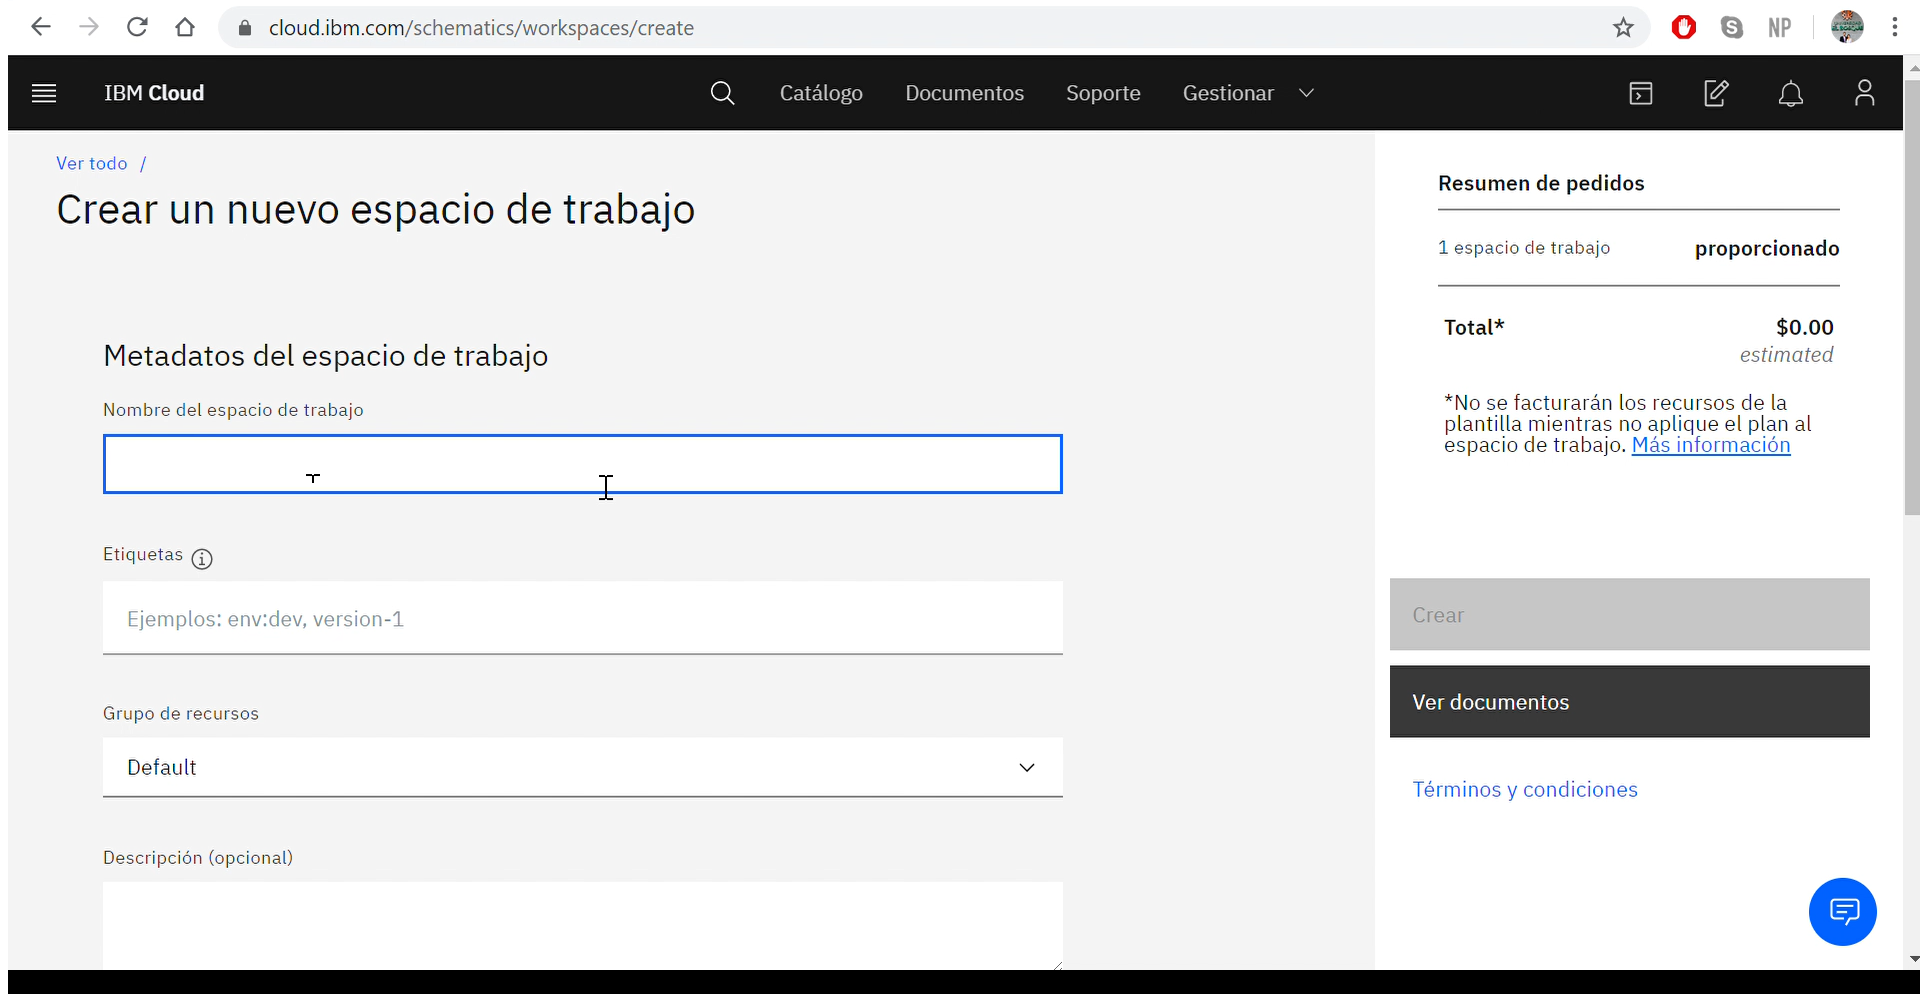 cloud.ibm.com/schematics/workspaces/create
NP
IBM Cloud
Catálogo
Documentos
Soporte
Gestionar
Ver todo /
Crear un nuevo espacio de trabajo
Metadatos del espacio de trabajo
Nombre del espacio de trabajo
Etiquetas
Ejemplos: env:dev, version-1
Grupo de recursos
Default
Descripción (opcional)
Resumen de pedidos
1 espacio de trabajo proporcionado
Total* $0.00
estimated
*No se facturarán los recursos de la
plantilla mientras no aplique el plan al
espacio de trabajo. Más información
Crear
Ver documentos
Términos y condiciones